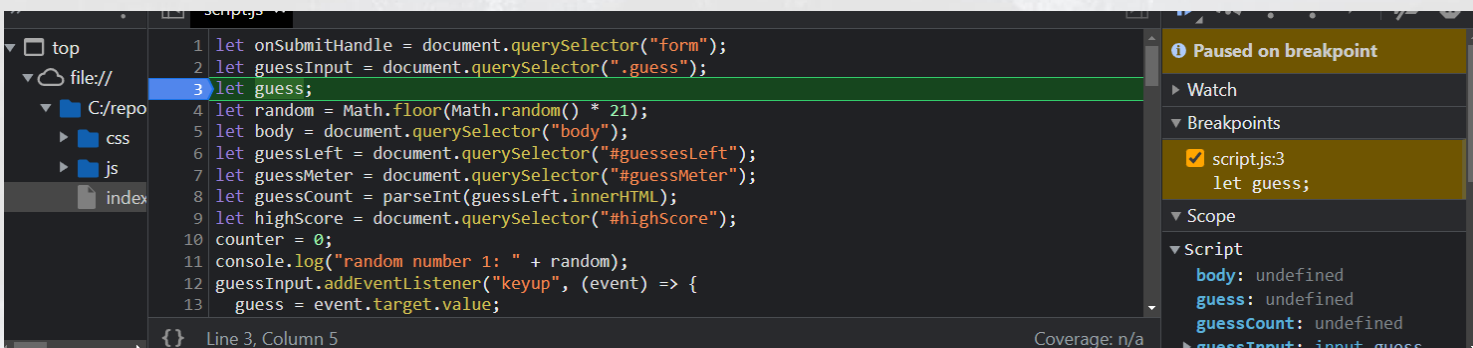 script.js ×
top
file://
C:/repo
css
js
index
1 let onSubmitHandle = document.querySelector("form");
2 let guessInput = document.querySelector(".guess");
3 let guess;
4 let random = Math.floor(Math.random() * 21);
5 let body = document.querySelector("body");
6 let guessLeft = document.querySelector("#guessesLeft");
7 let guessMeter = document.querySelector("#guessMeter");
8 let guessCount = parseInt(guessLeft.innerHTML);
9 let highScore = document.querySelector("#highScore");
10 counter = 0;
11 console.log("random number 1: " + random);
12 guessInput.addEventListener("keyup", (event) => {
13 guess = event.target.value;
{} Line 3, Column 5
Coverage: n/a
Paused on breakpoint
Watch
Breakpoints
script.js:3
let guess;
Scope
Script
body: undefined
guess: undefined
guessCount: undefined
guessInput: input.guess